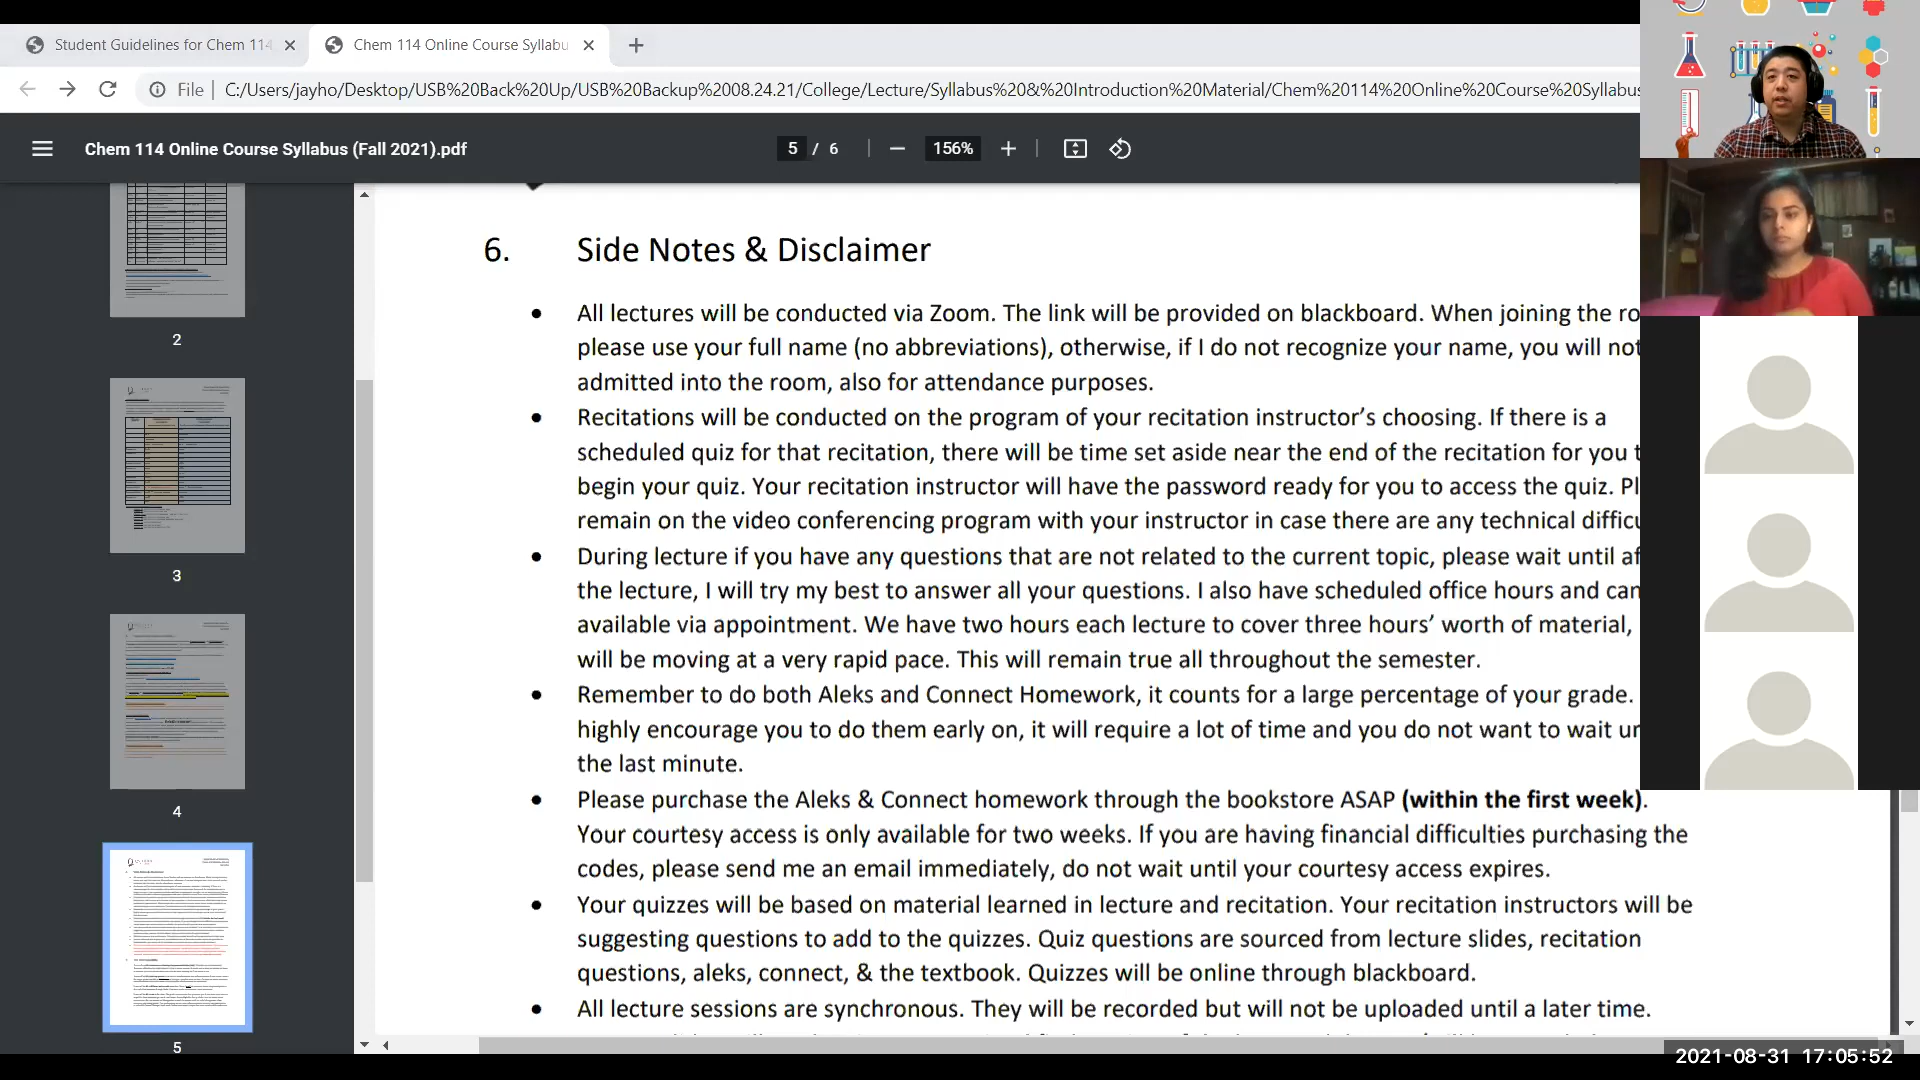 Student Guidelines for Chem 114
Chem 114 Online Course Syllabu
File
C:/Users/jayho/Desktop/USB%20Back%20Up/USB%20Backup%2008.24.21/College/Lecture/Syllabus%20&%20Introduction%20Material/Chem%20114%20Online%20Course%20Syllabus
Chem 114 Online Course Syllabus (Fall 2021).pdf
5 / 6
156%
2
3
4
5
6. Side Notes & Disclaimer
• All lectures will be conducted via Zoom. The link will be provided on blackboard. When joining the ro
please use your full name (no abbreviations), otherwise, if I do not recognize your name, you will not
admitted into the room, also for attendance purposes.
• Recitations will be conducted on the program of your recitation instructor’s choosing. If there is a
scheduled quiz for that recitation, there will be time set aside near the end of the recitation for you t
begin your quiz. Your recitation instructor will have the password ready for you to access the quiz. Pl
remain on the video conferencing program with your instructor in case there are any technical difficu
• During lecture if you have any questions that are not related to the current topic, please wait until af
the lecture, I will try my best to answer all your questions. I also have scheduled office hours and can
available via appointment. We have two hours each lecture to cover three hours’ worth of material,
will be moving at a very rapid pace. This will remain true all throughout the semester.
• Remember to do both Aleks and Connect Homework, it counts for a large percentage of your grade.
highly encourage you to do them early on, it will require a lot of time and you do not want to wait un
the last minute.
• Please purchase the Aleks & Connect homework through the bookstore ASAP (within the first week).
Your courtesy access is only available for two weeks. If you are having financial difficulties purchasing the
codes, please send me an email immediately, do not wait until your courtesy access expires.
• Your quizzes will be based on material learned in lecture and recitation. Your recitation instructors will be
suggesting questions to add to the quizzes. Quiz questions are sourced from lecture slides, recitation
questions, aleks, connect, & the textbook. Quizzes will be online through blackboard.
• All lecture sessions are synchronous. They will be recorded but will not be uploaded until a later time.
2021-08-31 17:05:52